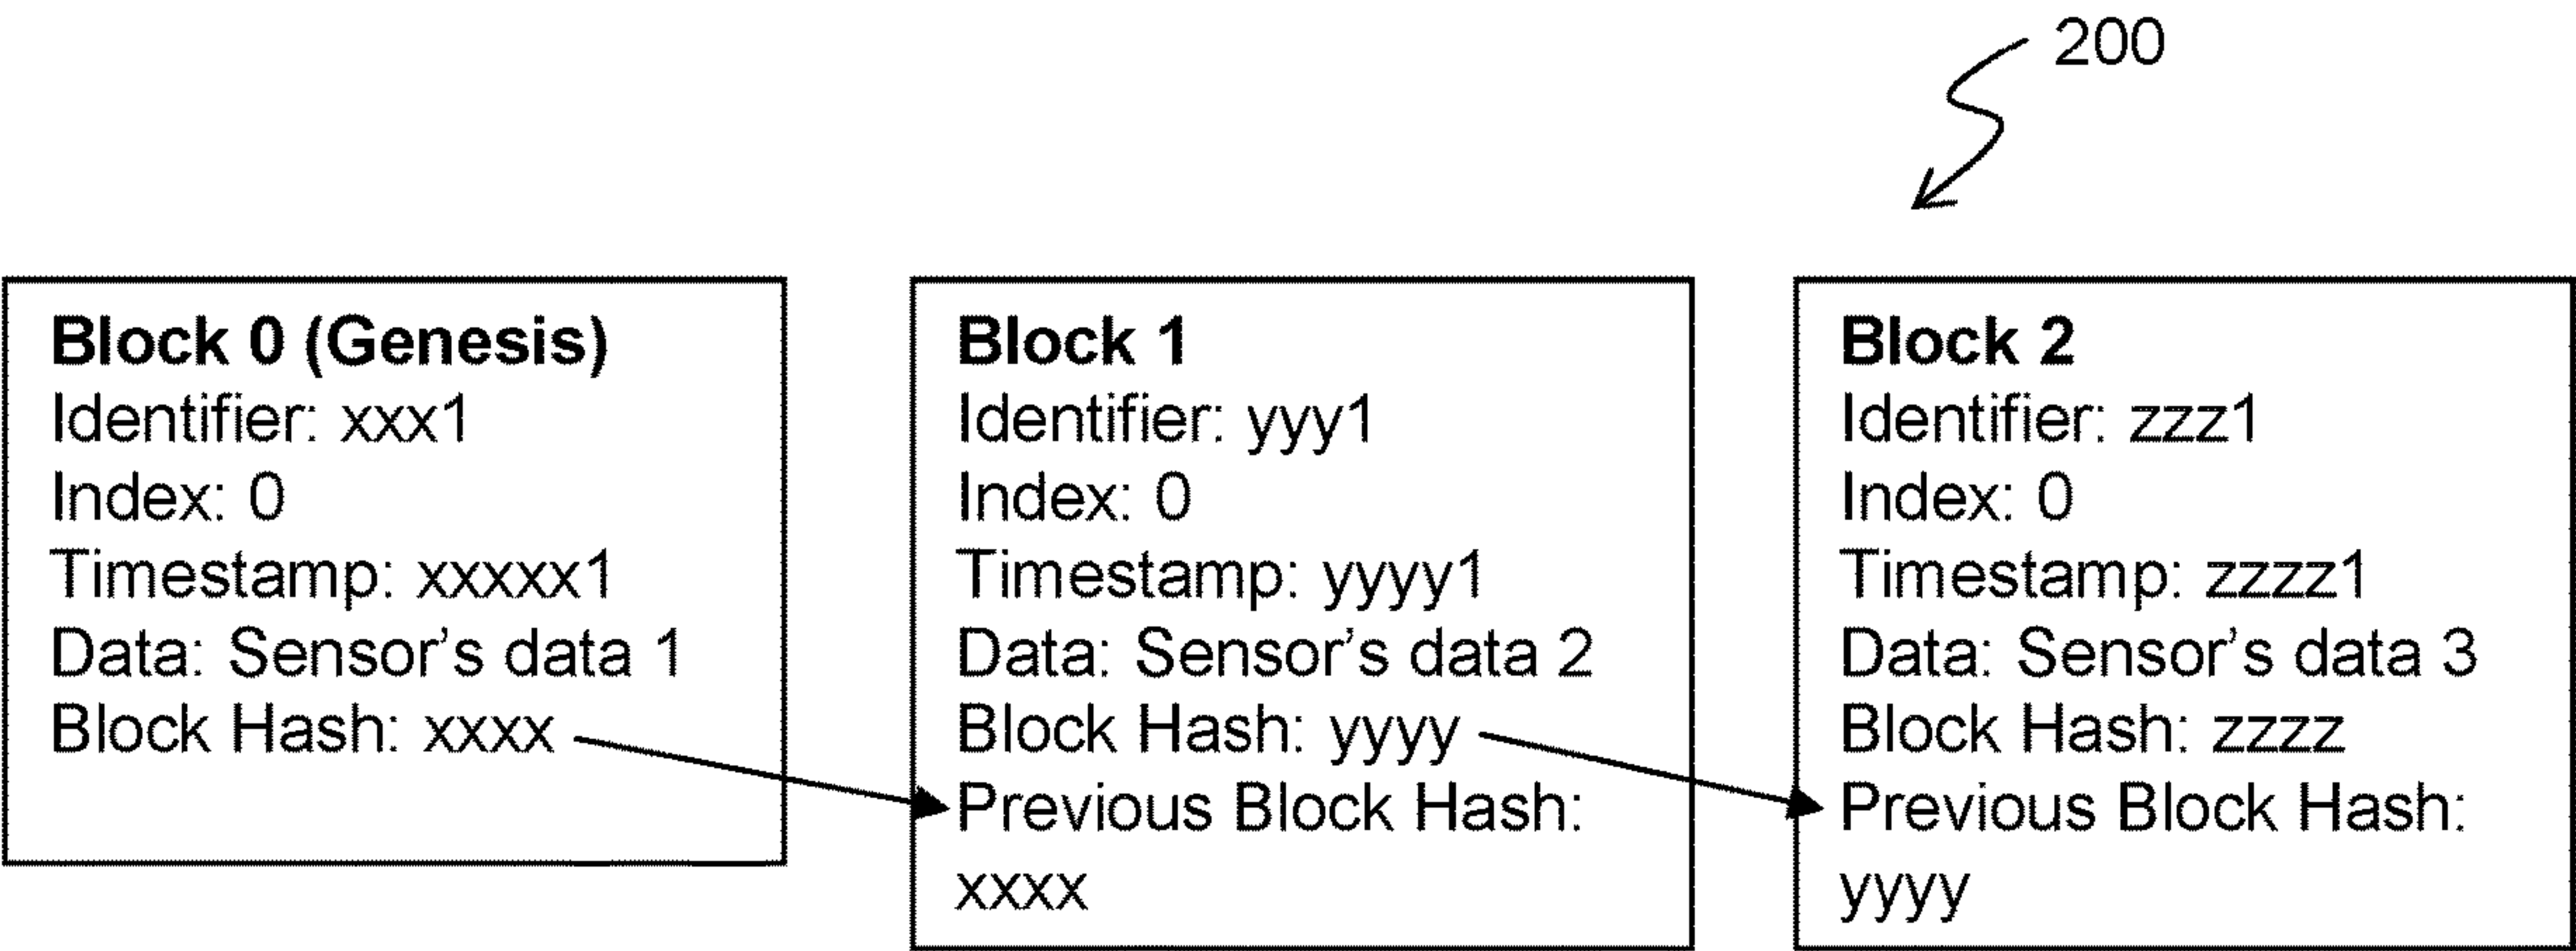 200
Block 0 (Genesis)
Identifier: xxx1
Index: 0
Timestamp: xxxxx1
Data: Sensor's data 1
Block Hash: xxxx
Block 1
Identifier: yyy1
Index: 0
Timestamp: yyyy1
Data: Sensor's data 2
Block Hash: yyyy
Previous Block Hash:
xxxx
Block 2
Identifier: zzz1
Index: 0
Timestamp: zzzz1
Data: Sensor's data 3
Block Hash: zzzz
Previous Block Hash:
yyyy